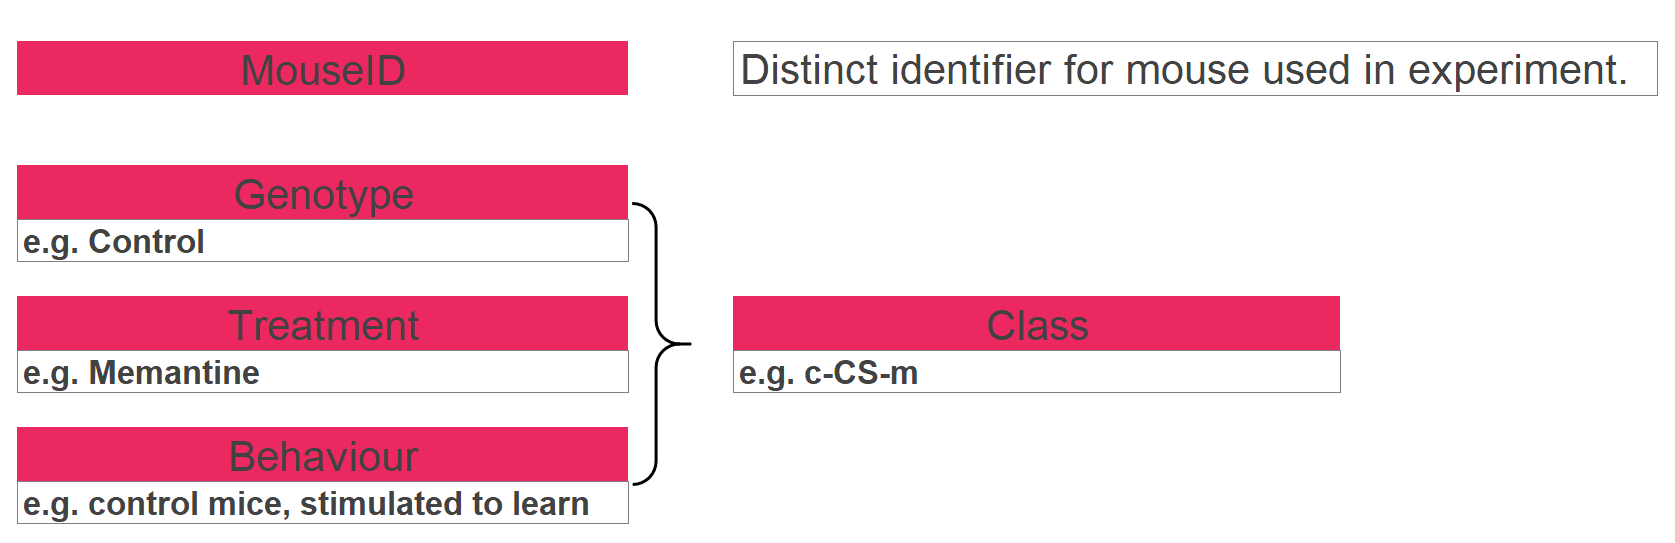 MouseID
Distinct identifier for mouse used in experiment.
Genotype
e.g. Control
Treatment
e.g. Memantine
Behaviour
e.g. control mice, stimulated to learn
Class
e.g. c-CS-m